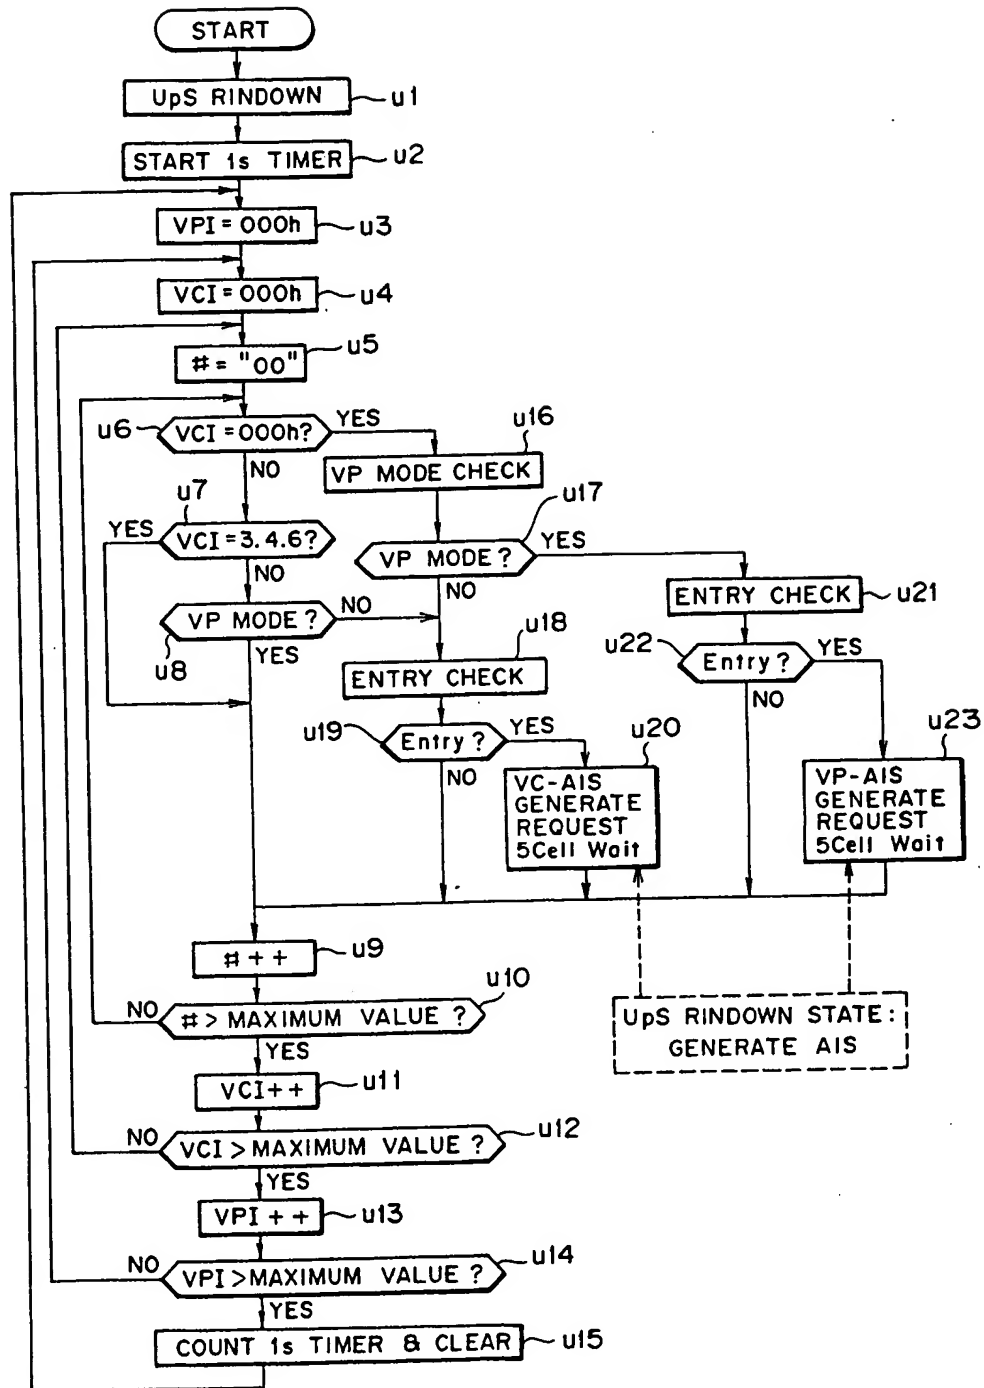 START
UpS RINDOWN
u1
START 1s TIMER
u2
VPI=000h
u3
VCI=000h
u4
#="00"
u5
u6
VCI=000h?
YES
NO
u16
VP MODE CHECK
u7
YES
VCI=3.4.6?
NO
u17
VP MODE?
YES
NO
u8
VP MODE?
NO
YES
u18
ENTRY CHECK
ENTRY CHECK
u21
u22
Entry?
YES
NO
u19
Entry?
YES
NO
u20
VC-AIS
GENERATE
REQUEST
5Cell Wait
u23
VP-AIS
GENERATE
REQUEST
5Cell Wait
#++
u9
u10
NO
#>MAXIMUM VALUE?
YES
UpS RINDOWN STATE:
GENERATE AIS
VCI++
u11
NO
VCI>MAXIMUM VALUE?
u12
YES
VPI++
u13
NO
VPI>MAXIMUM VALUE?
u14
YES
COUNT 1s TIMER & CLEAR
u15